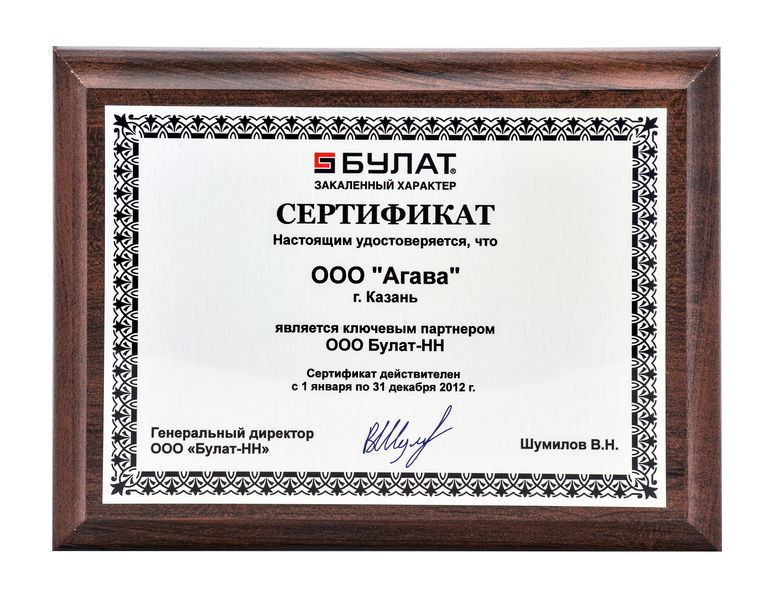 БУЛАТ®
ЗАКАЛЕННЫЙ ХАРАКТЕР
СЕРТИФИКАТ
Настоящим удостоверяется, что
ООО "Агава"
г. Казань
является ключевым партнером
ООО Булат-НН
Сертификат действителен
с 1 января по 31 декабря 2012 г.
Генеральный директор
ООО «Булат-НН»
Шумилов В.Н.